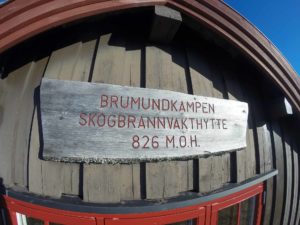 BRUMUNDKAMPEN
SKOGBRANNVAKTHYTTE
826 M.O.H.